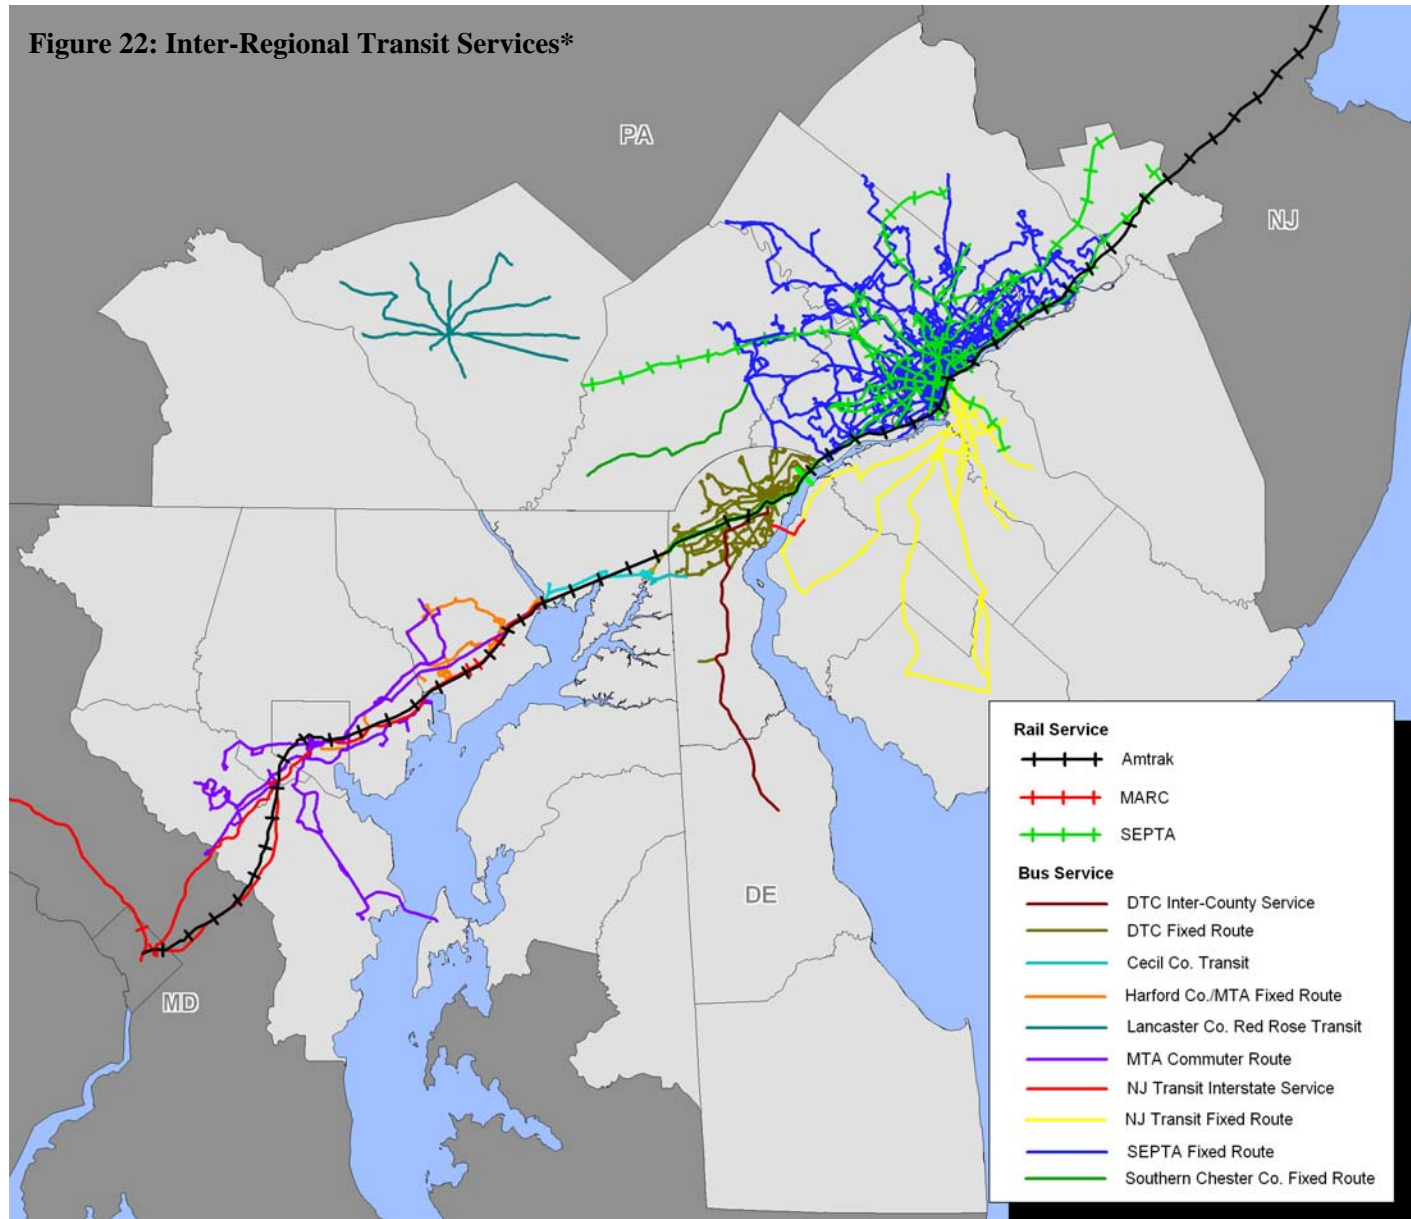 Figure 22: Inter-Regional Transit Services*
PA
NJ
DE
MD
Rail Service
Amtrak
MARC
SEPTA
Bus Service
DTC Inter-County Service
DTC Fixed Route
Cecil Co. Transit
Harford Co./MTA Fixed Route
Lancaster Co. Red Rose Transit
MTA Commuter Route
NJ Transit Interstate Service
NJ Transit Fixed Route
SEPTA Fixed Route
Southern Chester Co. Fixed Route